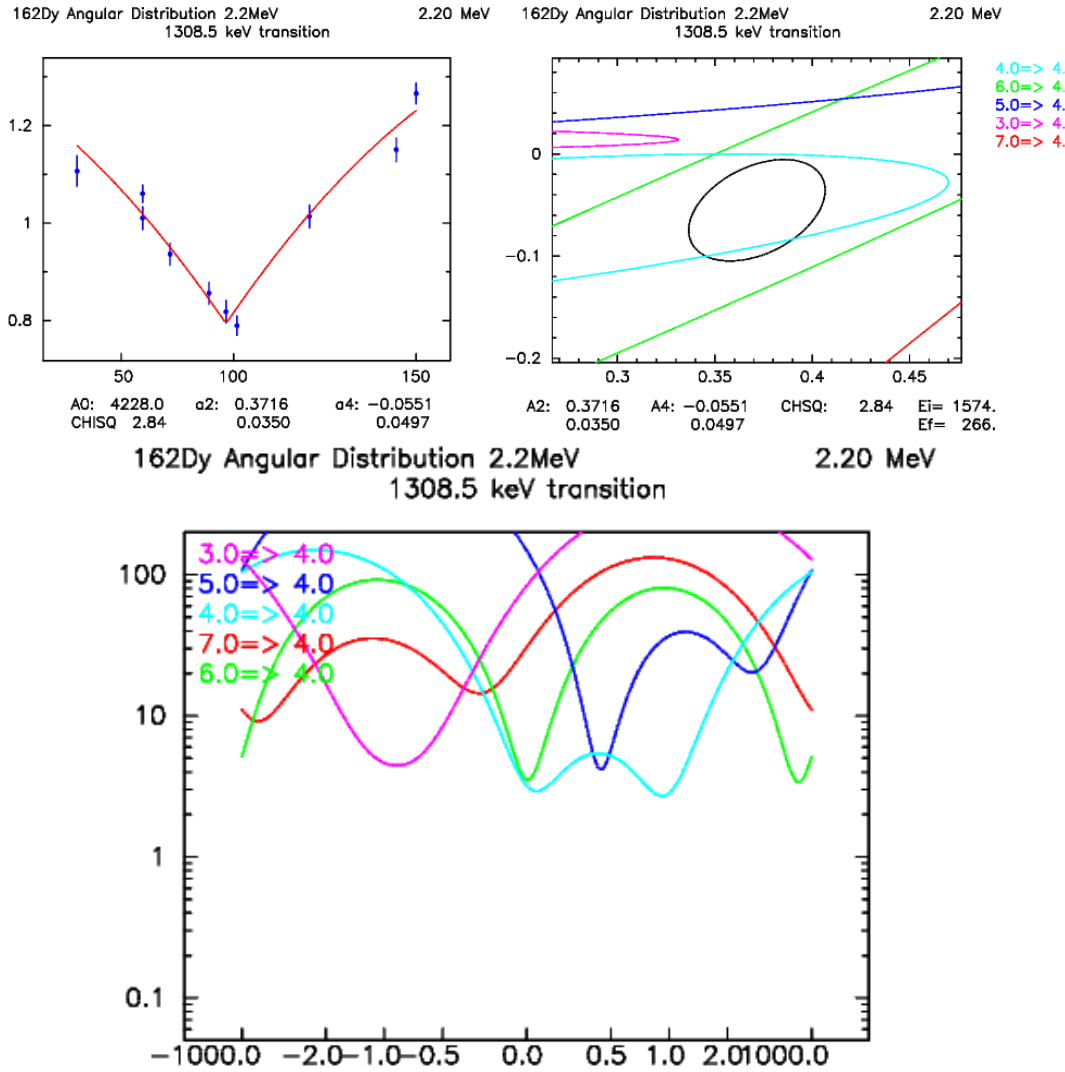 162Dy Angular Distribution 2.2MeV 2.20 MeV
1308.5 keV transition
1.2
1
0.8
50 100 150
A0: 4228.0 a2: 0.3716 a4: -0.0551
CHISQ 2.84 0.0350 0.0497
162Dy Angular Distribution 2.2MeV 2.20 MeV
1308.5 keV transition
4.0=> 4.
6.0=> 4.
5.0=> 4.
3.0=> 4.
7.0=> 4.
0
-0.1
-0.2
0.3 0.35 0.4 0.45
A2: 0.3716 A4: -0.0551 CHSQ: 2.84 Ei= 1574.
0.0350 0.0497 Ef= 266.
162Dy Angular Distribution 2.2MeV 2.20 MeV
1308.5 keV transition
3.0=> 4.0
5.0=> 4.0
4.0=> 4.0
7.0=> 4.0
6.0=> 4.0
100
10
1
0.1
-1000.0 -2.0 -1.0 -0.5 0.0 0.5 1.0 2.0 1000.0